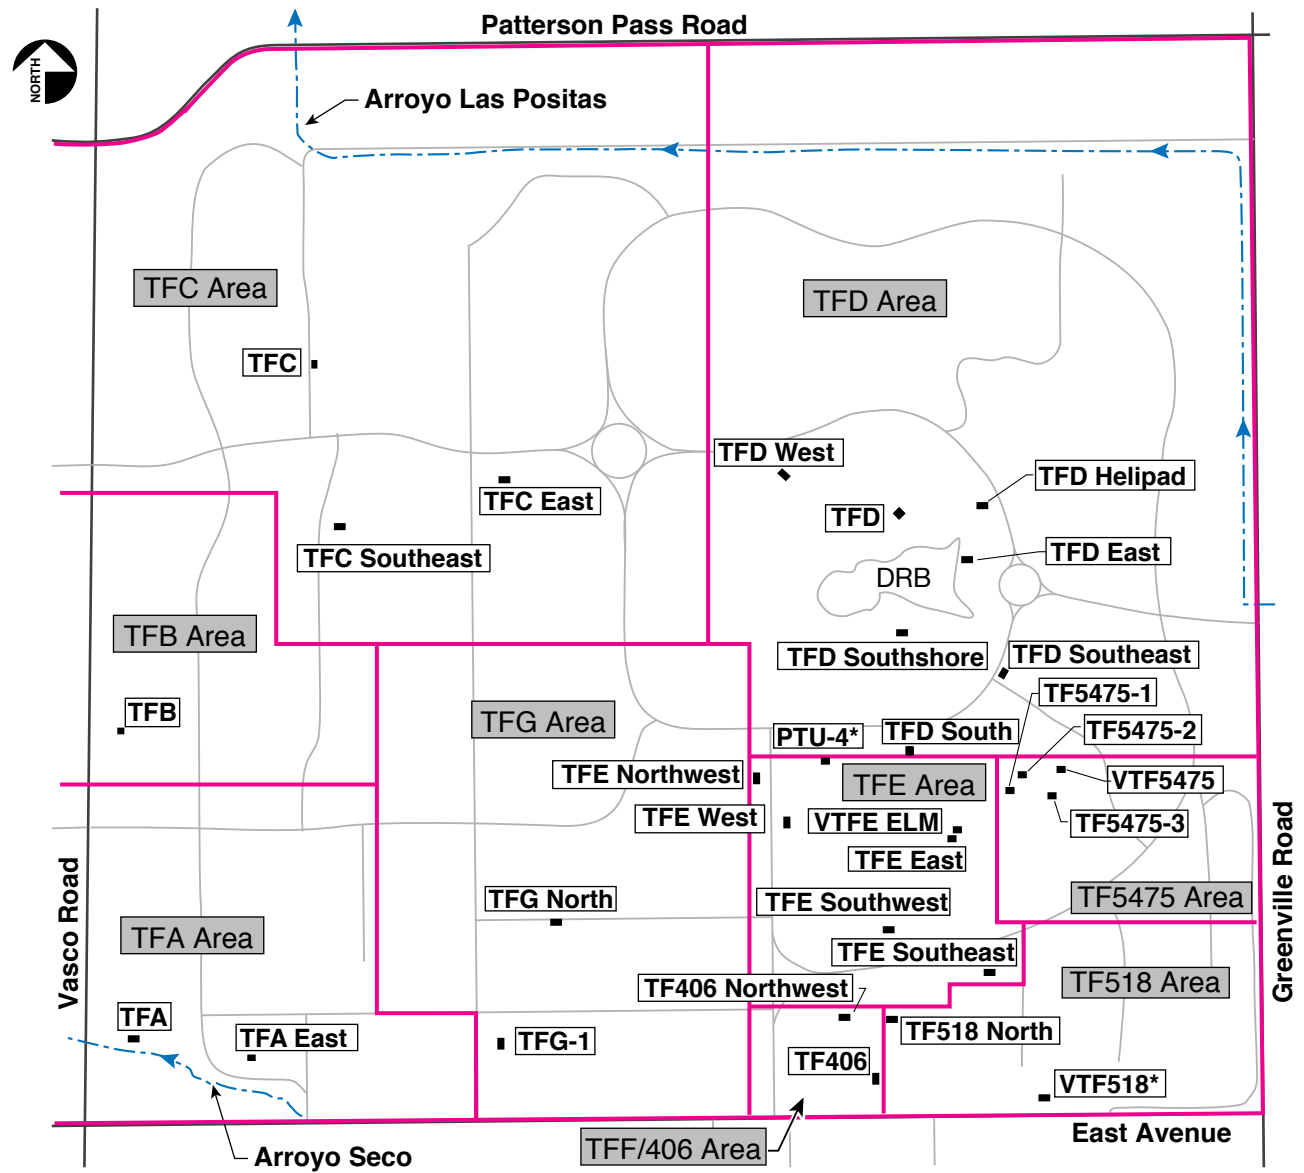 Patterson Pass Road
NORTH
Arroyo Las Positas
TFC Area
TFD Area
TFC
TFD West
TFD Helipad
TFC East
TFD
TFC Southeast
TFD East
DRB
TFB Area
TFD Southshore
TFD Southeast
TF5475-1
TFB
TFG Area
TFD South
TF5475-2
PTU-4*
TFE Northwest
TFE Area
VTF5475
TFE West
VTFE ELM
TF5475-3
TFE East
Vasco Road
Greenville Road
TFG North
TFE Southwest
TF5475 Area
TFA Area
TFE Southeast
TF518 Area
TF406 Northwest
TFA
TFA East
TFG-1
TF518 North
TF406
VTF518*
East Avenue
TFF/406 Area
Arroyo Seco